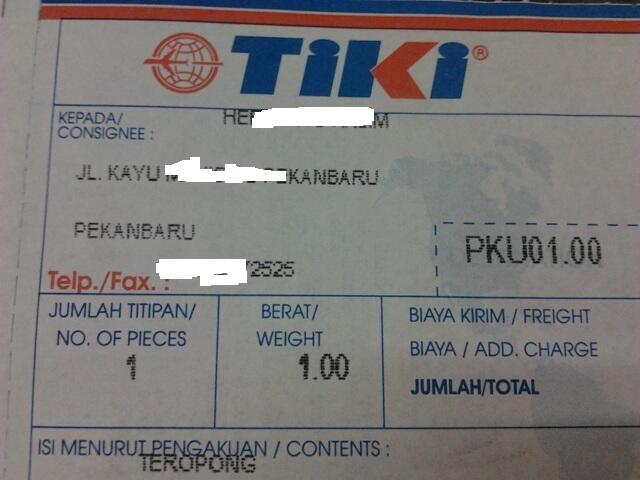 TiKi ®
KEPADA/
CONSIGNEE :
JL. KAYU PEKANBARU
PEKANBARU
PKU01.00
Telp./Fax. : 2525
JUMLAH TITIPAN/
NO. OF PIECES
1
BERAT/
WEIGHT
1.00
BIAYA KIRIM / FREIGHT
BIAYA / ADD. CHARGE
JUMLAH/TOTAL
ISI MENURUT PENGAKUAN / CONTENTS :
TEROPONG